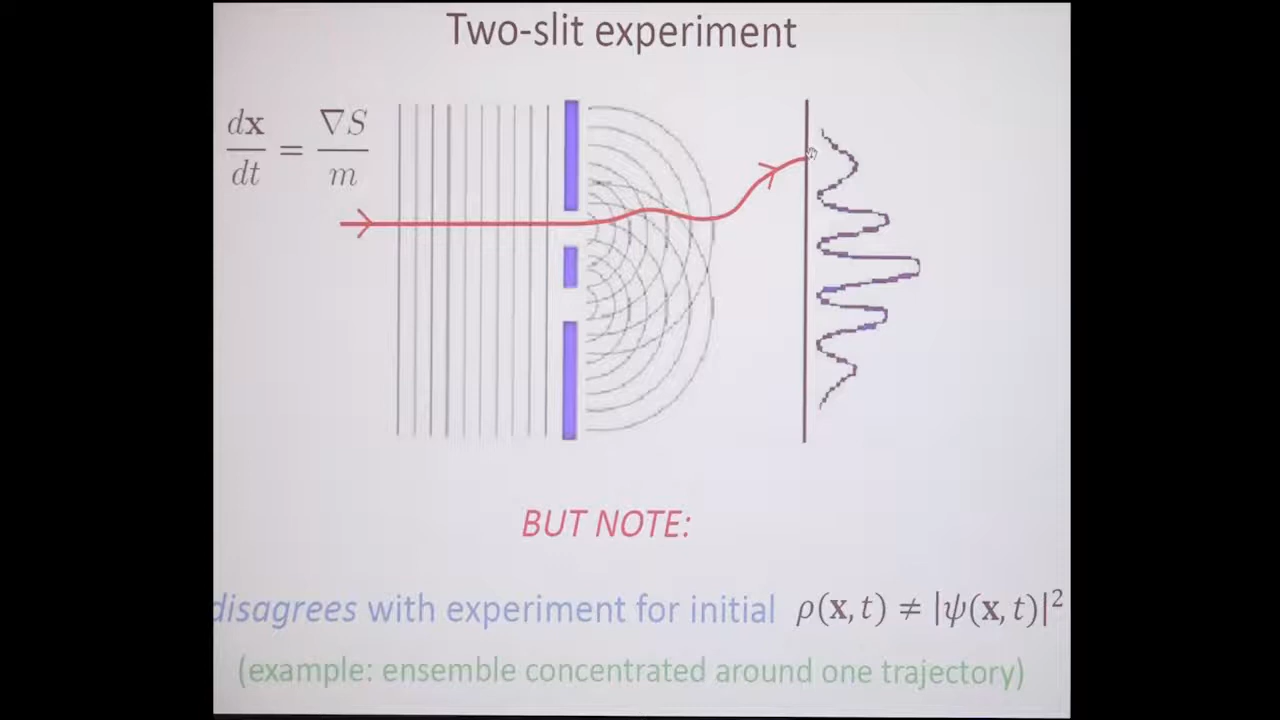 Two-slit experiment
d𝐱/dt = ∇S/m
BUT NOTE:
disagrees with experiment for initial ρ(𝐱, t) ≠ |ψ(𝐱, t)|²
(example: ensemble concentrated around one trajectory)